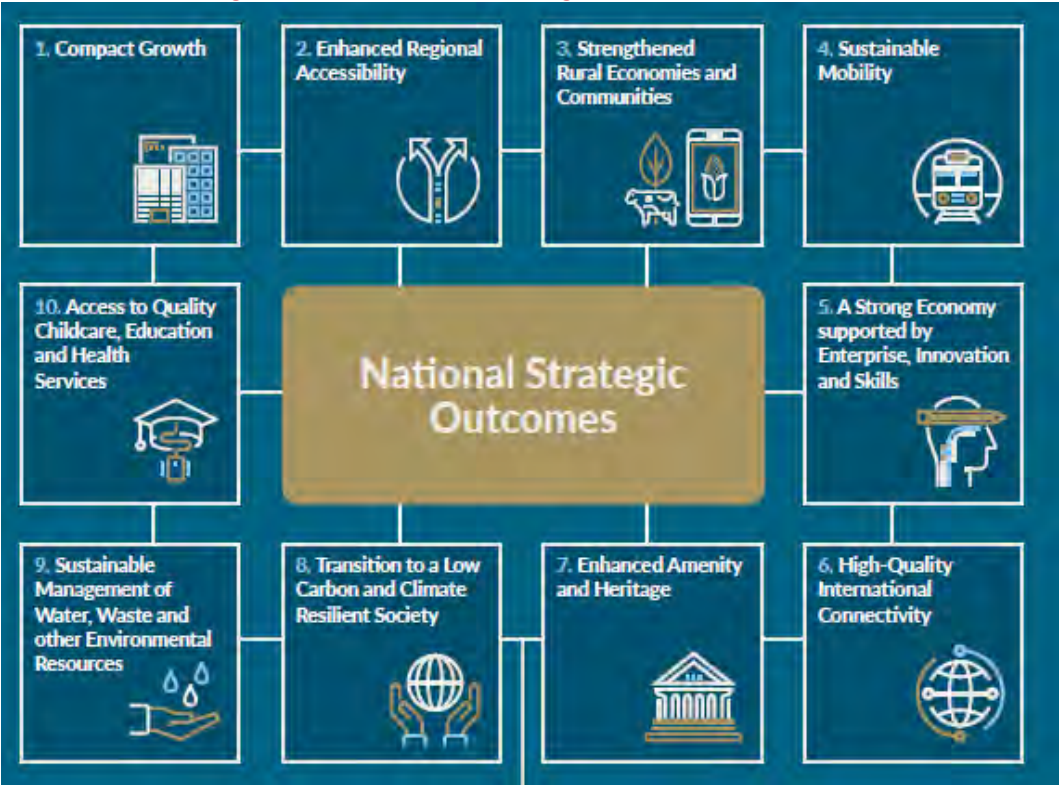 1. Compact Growth
2. Enhanced Regional
Accessibility
3. Strengthened
Rural Economies and
Communities
4. Sustainable
Mobility
10. Access to Quality
Childcare, Education
and Health
Services
National Strategic
Outcomes
5. A Strong Economy
supported by
Enterprise, Innovation
and Skills
9. Sustainable
Management of
Water, Waste and
other Environmental
Resources
8. Transition to a Low
Carbon and Climate
Resilient Society
7. Enhanced Amenity
and Heritage
6. High-Quality
International
Connectivity